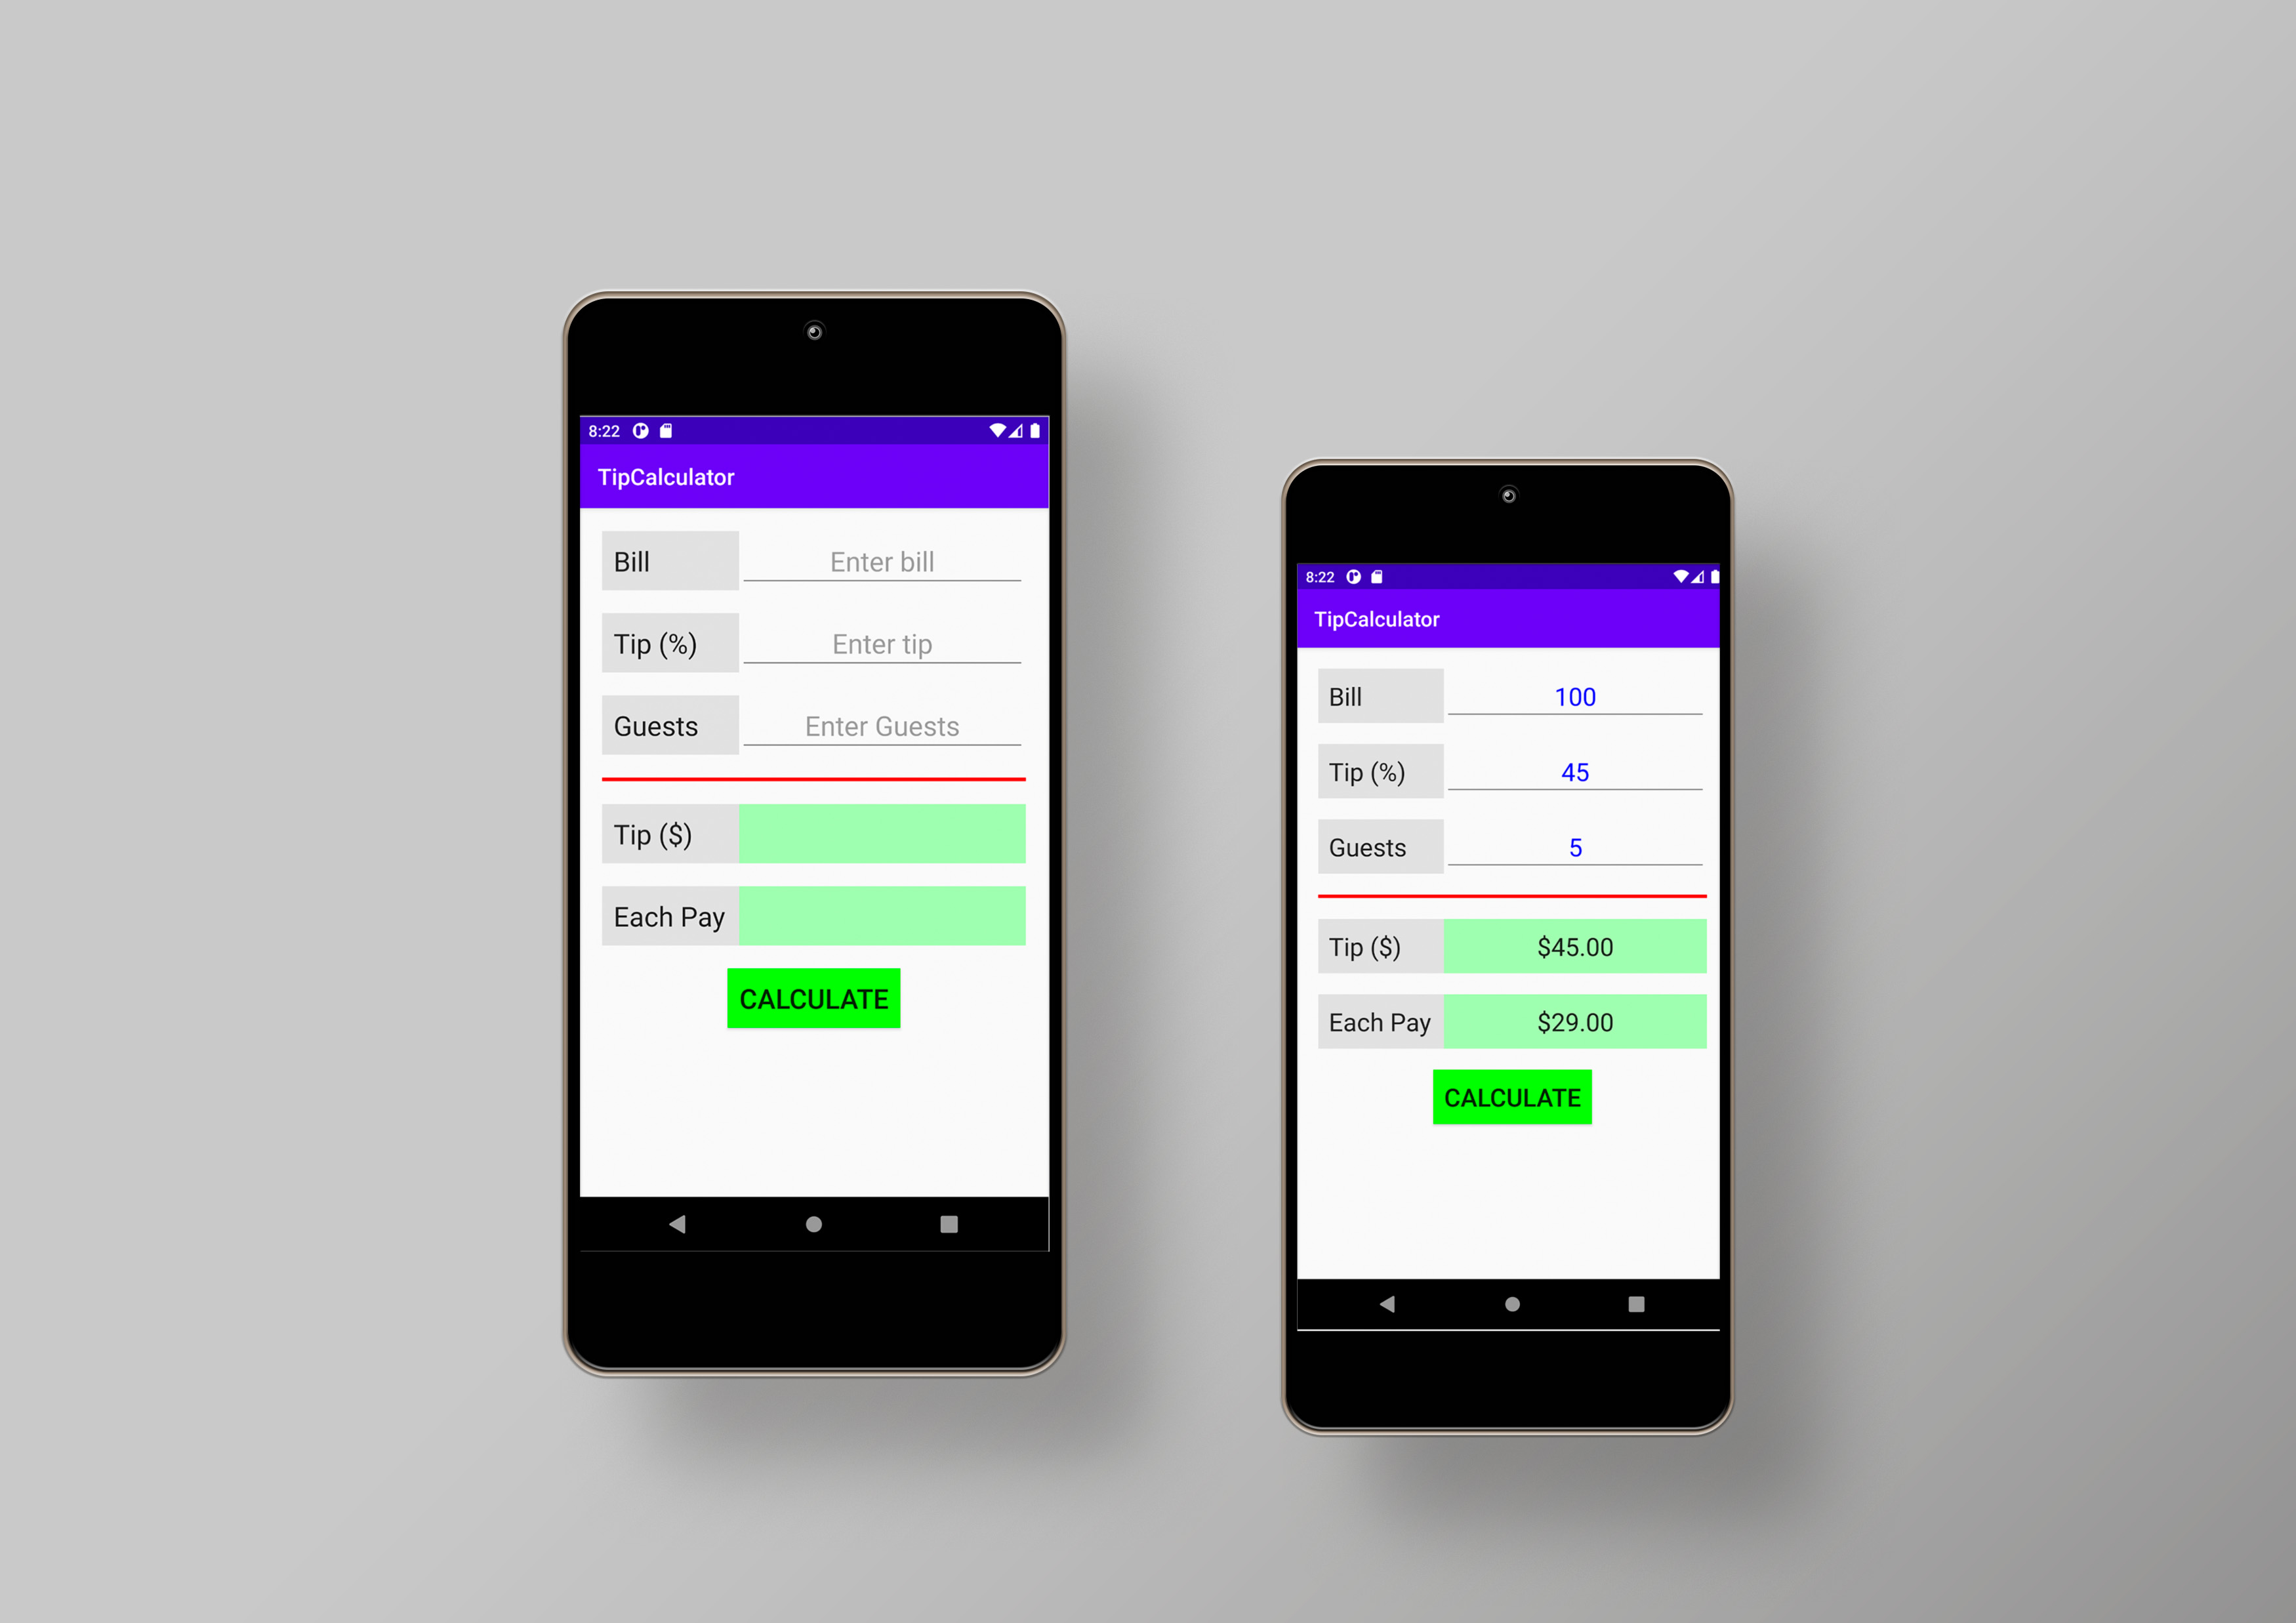 8:22
TipCalculator
Bill Enter bill
Tip (%) Enter tip
Guests Enter Guests
Tip ($)
Each Pay
CALCULATE
8:22
TipCalculator
Bill 100
Tip (%) 45
Guests 5
Tip ($) $45.00
Each Pay $29.00
CALCULATE